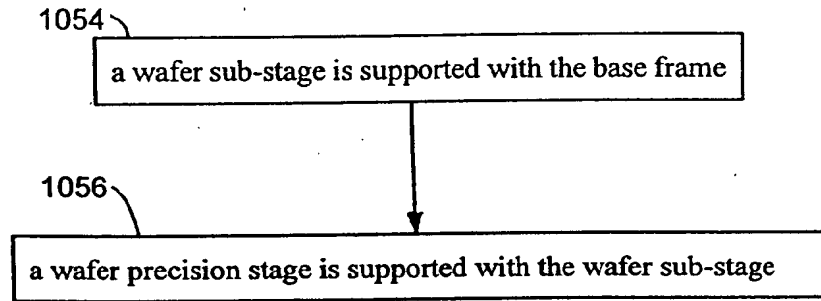 1054
a wafer sub-stage is supported with the base frame
1056
a wafer precision stage is supported with the wafer sub-stage